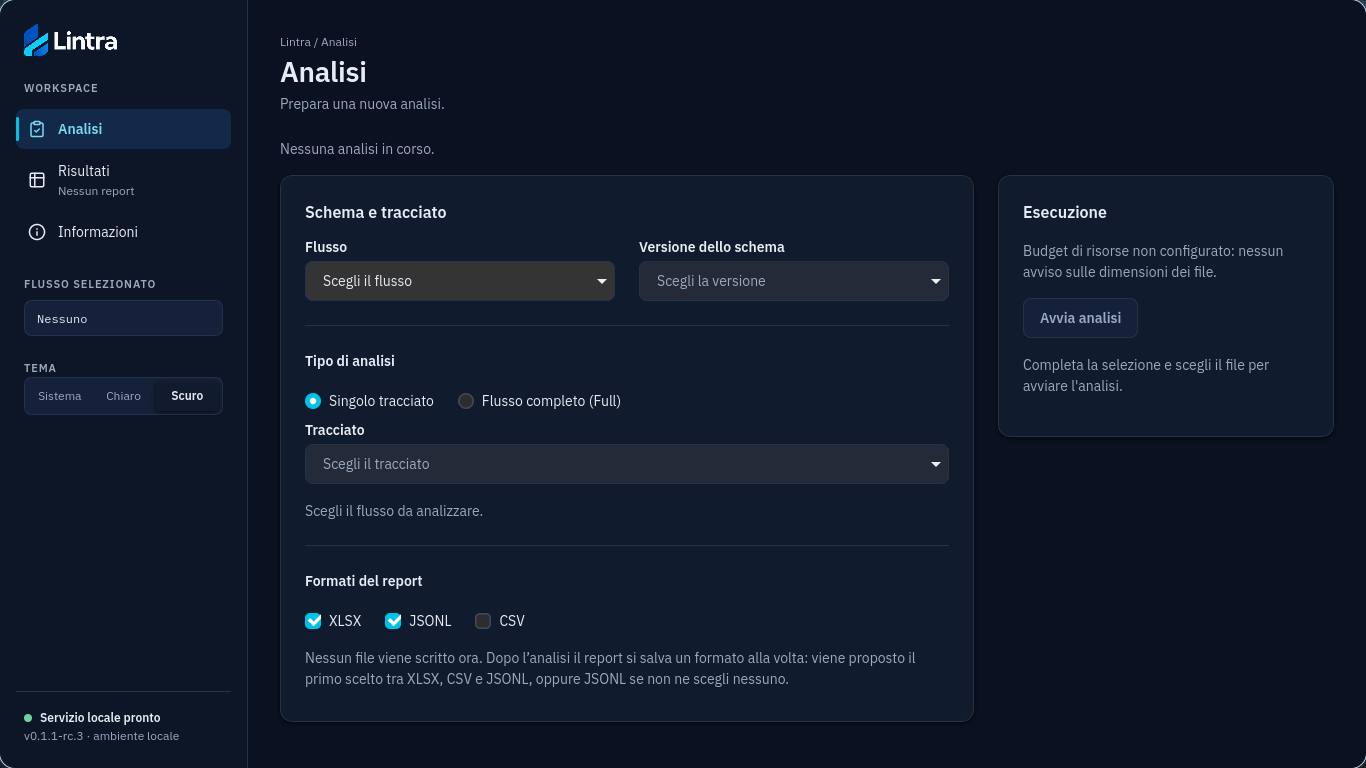 Lintra
WORKSPACE
Analisi
Risultati
Nessun report
Informazioni
FLUSSO SELEZIONATO
Nessuno
TEMA
Sistema Chiaro Scuro
Servizio locale pronto
v0.1.1-rc.3 · ambiente locale
Lintra / Analisi
Analisi
Prepara una nuova analisi.
Nessuna analisi in corso.
Schema e tracciato
Flusso
Scegli il flusso
Versione dello schema
Scegli la versione
Tipo di analisi
Singolo tracciato Flusso completo (Full)
Tracciato
Scegli il tracciato
Scegli il flusso da analizzare.
Formati del report
XLSX JSONL CSV
Nessun file viene scritto ora. Dopo l’analisi il report si salva un formato alla volta: viene proposto il
primo scelto tra XLSX, CSV e JSONL, oppure JSONL se non ne scegli nessuno.
Esecuzione
Budget di risorse non configurato: nessun
avviso sulle dimensioni dei file.
Avvia analisi
Completa la selezione e scegli il file per
avviare l'analisi.